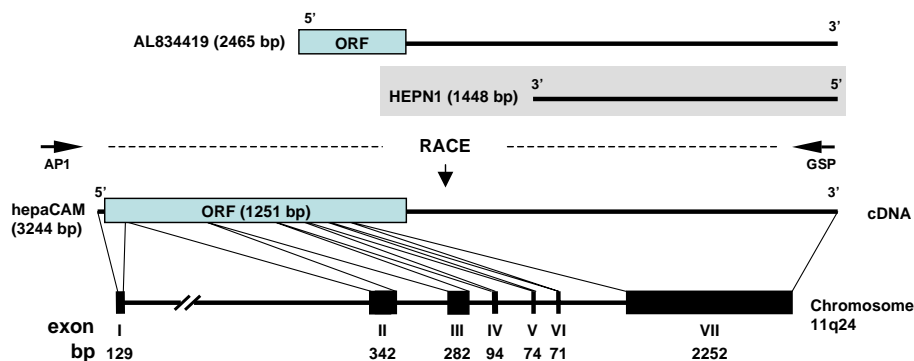 5’ 3’
AL834419 (2465 bp) ORF
3’ 5’
HEPN1 (1448 bp)
RACE
AP1 GSP
5’ 3’
hepaCAM (3244 bp) ORF (1251 bp) cDNA
Chromosome 11q24
exon I II III IV V VI VII
bp 129 342 282 94 74 71 2252